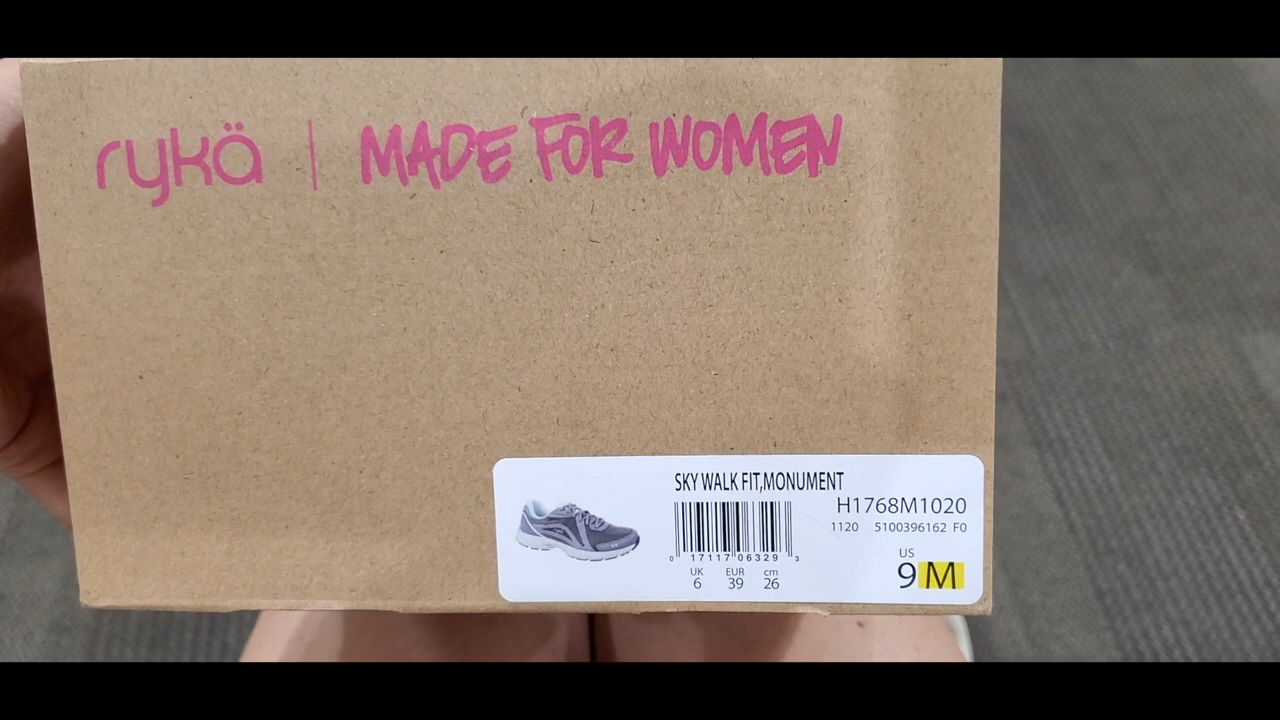 rykä | MADE FOR WOMEN
SKY WALK FIT,MONUMENT
H1768M1020
1120 5100396162 F0
0 17117 06329 3
UK EUR cm
6 39 26
US
9 M